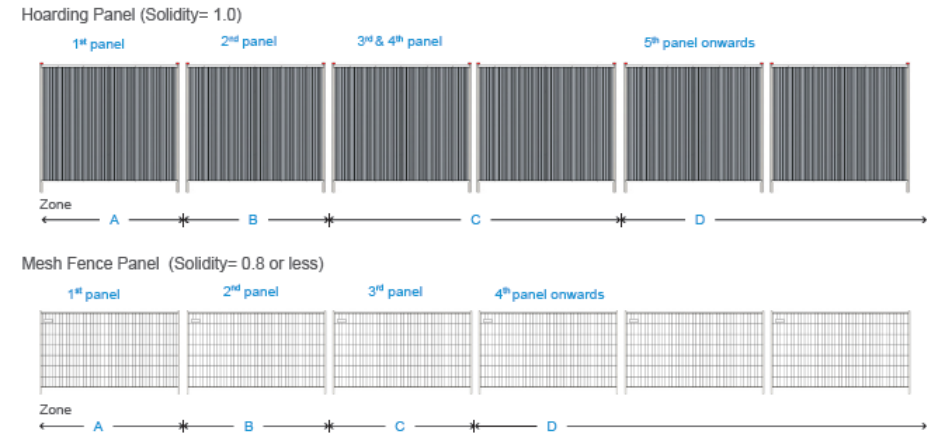 Hoarding Panel (Solidity= 1.0)
1st panel 2nd panel 3rd & 4th panel 5th panel onwards
Zone
A B C D
Mesh Fence Panel (Solidity= 0.8 or less)
1st panel 2nd panel 3rd panel 4th panel onwards
Zone
A B C D